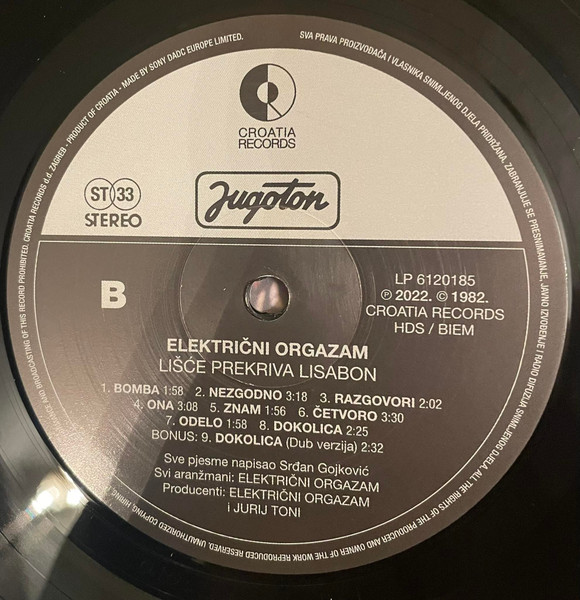 SVA PRAVA PROIZVOĐAČA I VLASNIKA SNIMLJENOG DJELA PRIDRŽANA. ZABRANJUJE SE PRESNIMAVANJE, JAVNO IZVOĐENJE I RADIO DIFUZIJA SNIMLJENOG DJELA. ALL THE RIGHTS OF THE PRODUCER AND OWNER OF THE WORK REPRODUCED RESERVED. UNAUTHORIZED COPYING, HIRING, AND BROADCASTING OF THIS RECORD PROHIBITED. CROATIA RECORDS d.d. ZAGREB - PRODUCT OF CROATIA - MADE BY SONY DADC EUROPE LIMITED.
CROATIA
RECORDS
Jugoton
ST 33
STEREO
B
LP 6120185
℗ 2022. © 1982.
CROATIA RECORDS
HDS / BIEM
ELEKTRIČNI ORGAZAM
LIŠĆE PREKRIVA LISABON
1. BOMBA 1:58 2. NEZGODNO 3:18 3. RAZGOVORI 2:02
4. ONA 3:08 5. ZNAM 1:56 6. ČETVORO 3:30
7. ODELO 1:58 8. DOKOLICA 2:25
BONUS: 9. DOKOLICA (Dub verzija) 2:32
Sve pjesme napisao Srđan Gojković
Svi aranžmani: ELEKTRIČNI ORGAZAM
Producenti: ELEKTRIČNI ORGAZAM
i JURIJ TONI